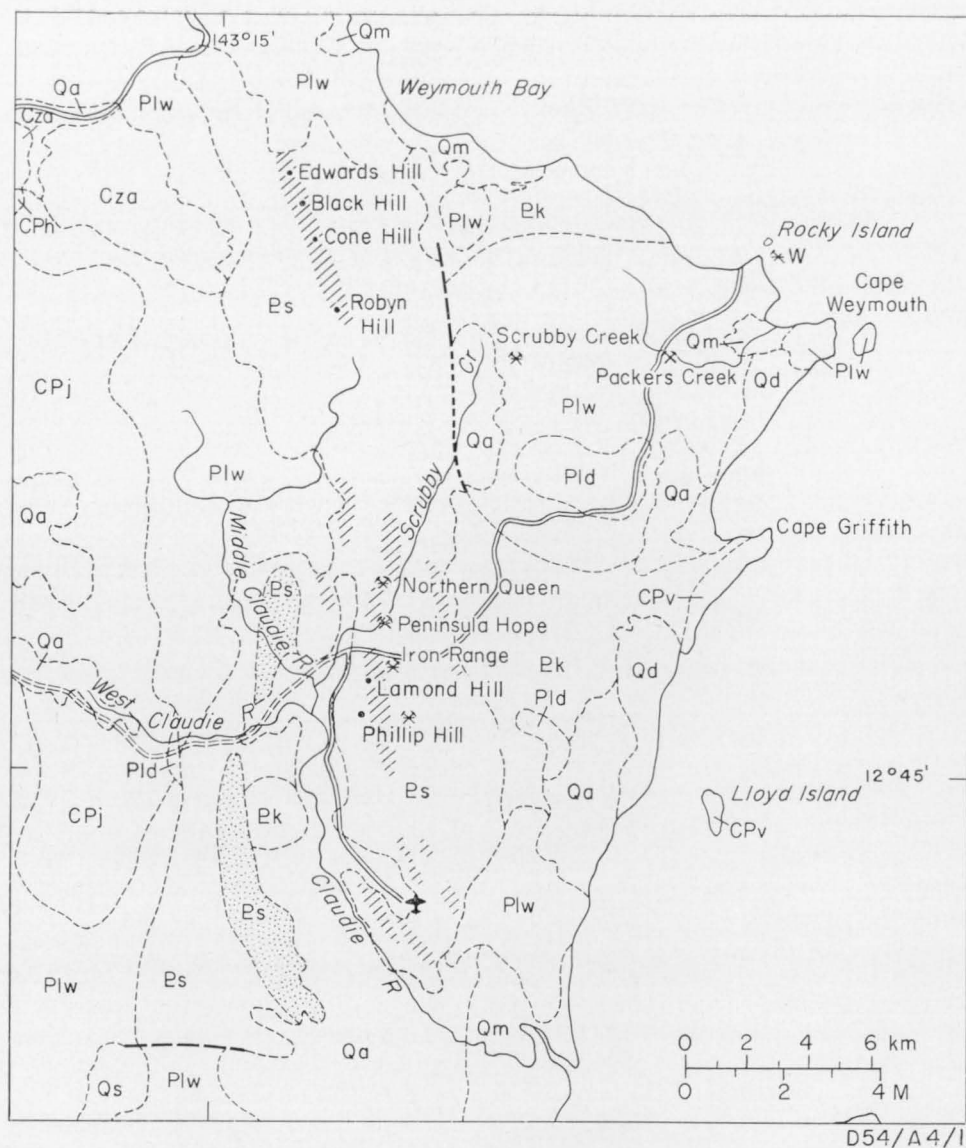 143°15'
Qm
Qa
Plw
Plw
Weymouth Bay
Cza
Qm
Edwards Hill
Cza
Black Hill
Plw
Ꝑk
CPh
Cone Hill
Rocky Island
W
Ꝑs
Robyn
Hill
Cape
Weymouth
Scrubby Creek
Qm
Cr
Packers Creek
Qd
Plw
CPj
Plw
Qa
Plw
Pld
Qa
Qa
Scrubby
Cape Griffith
Middle Claudie R
Ꝑs
Northern Queen
CPv
Peninsula Hope
Qa
Iron Range
Ꝑk
Qd
Lamond Hill
West Claudie R
Pld
Phillip Hill
Pld
12°45'
Ꝑs
Qa
Lloyd Island
CPj
Ꝑk
CPv
Ꝑs
Claudie R
Plw
Plw
Ꝑs
Qm
Qa
0 2 6 km
Qs
Plw
0 2 4 M
D54/A4/1